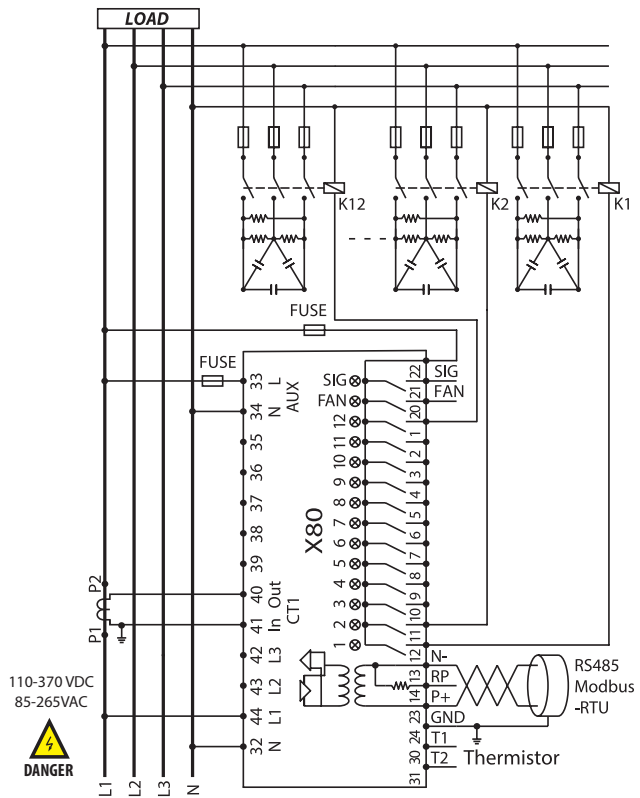 LOAD
K12
K2
K1
FUSE
FUSE
33 L
AUX
34 N
35
36
37
38
39
40 Out
CT1
41 In
42 L3
43 L2
44 L1
32 N
P2
P1
X80
SIG
FAN
12
11
10
9
8
7
6
5
4
3
2
1
22 SIG
21 FAN
20
1
2
3
4
5
6
7
8
9
10
11
12 N-
13 RP
14 P+
23 GND
24 T1
30 T2
31
Thermistor
RS485
Modbus
-RTU
110-370 VDC
85-265VAC
DANGER
L1
L2
L3
N